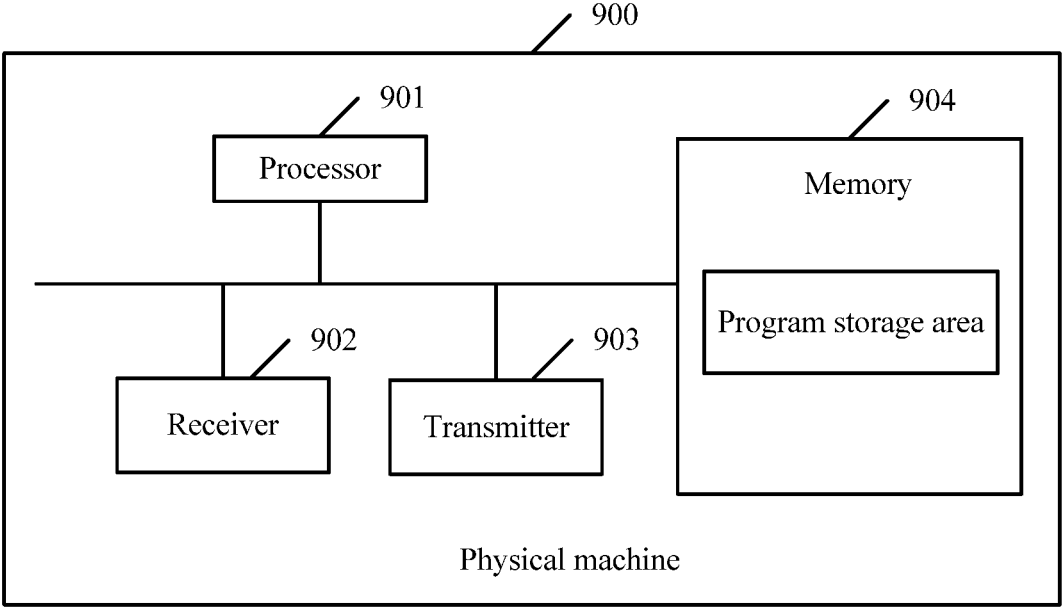 900
901
904
Processor
Memory
Program storage area
902
903
Receiver
Transmitter
Physical machine